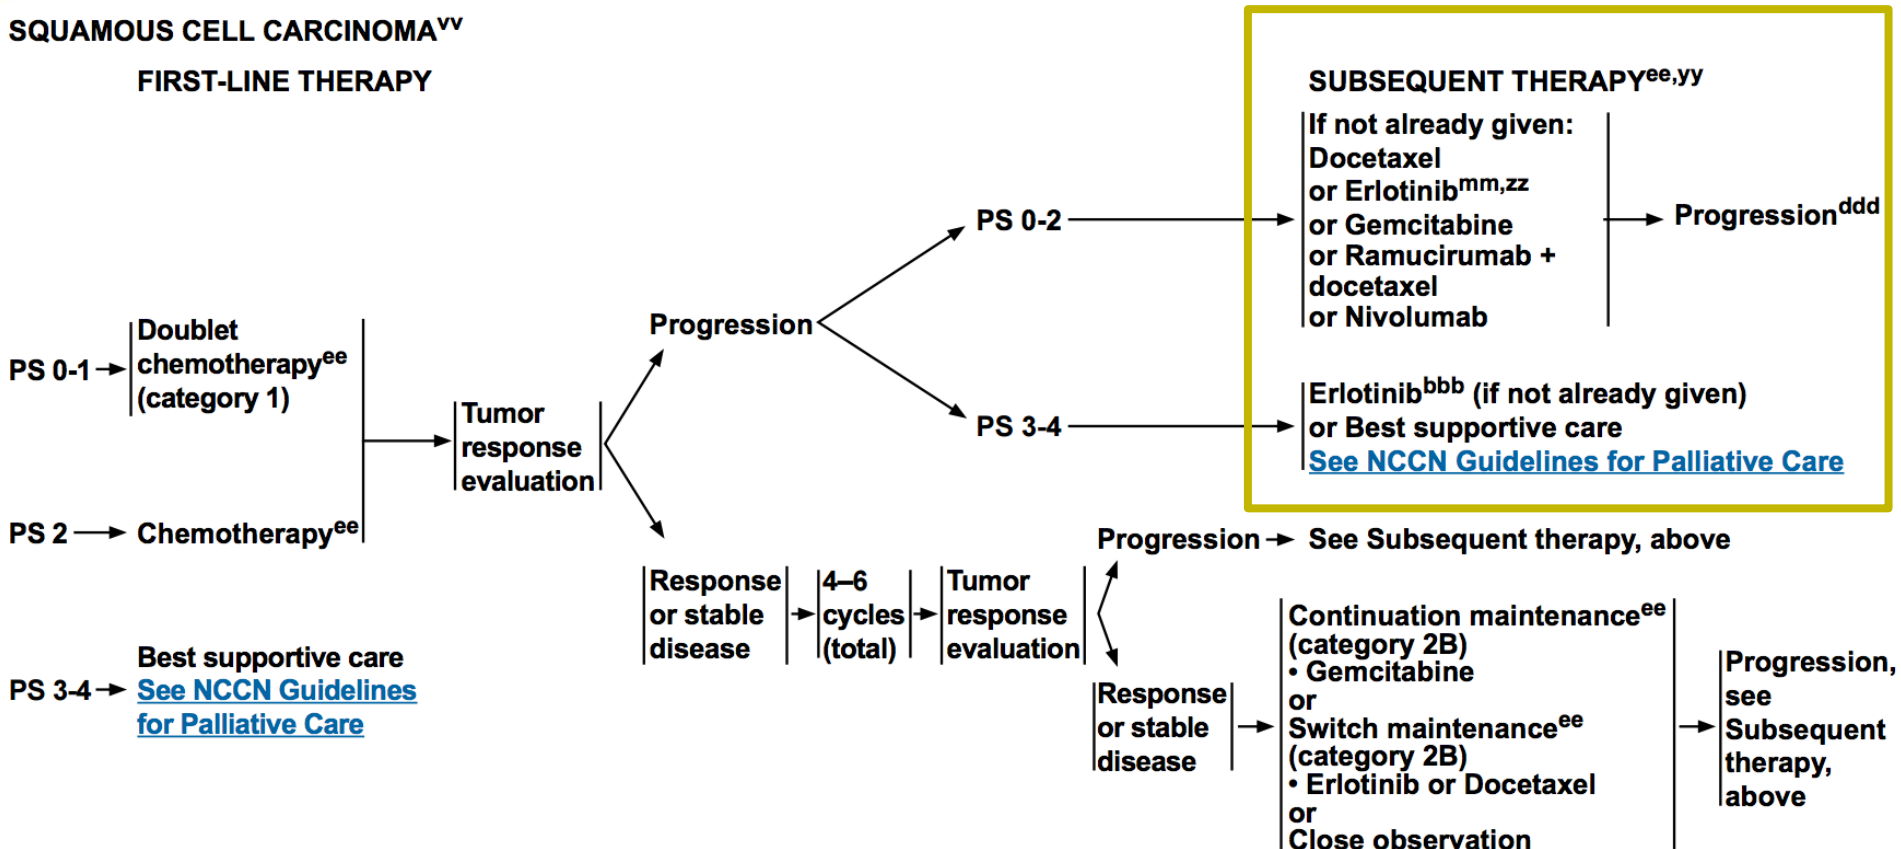 SQUAMOUS CELL CARCINOMAvv
FIRST-LINE THERAPY
PS 0-1
Doublet
chemotherapyee
(category 1)
PS 2
Chemotherapyee
PS 3-4
Best supportive care
See NCCN Guidelines
for Palliative Care
Tumor
response
evaluation
Progression
PS 0-2
PS 3-4
SUBSEQUENT THERAPYee,yy
If not already given:
Docetaxel
or Erlotinibmm,zz
or Gemcitabine
or Ramucirumab +
docetaxel
or Nivolumab
Progressionddd
Erlotinibbbb (if not already given)
or Best supportive care
See NCCN Guidelines for Palliative Care
Response
or stable
disease
4–6
cycles
(total)
Tumor
response
evaluation
Progression
See Subsequent therapy, above
Response
or stable
disease
Continuation maintenanceee
(category 2B)
• Gemcitabine
or
Switch maintenanceee
(category 2B)
• Erlotinib or Docetaxel
or
Close observation
Progression,
see
Subsequent
therapy,
above